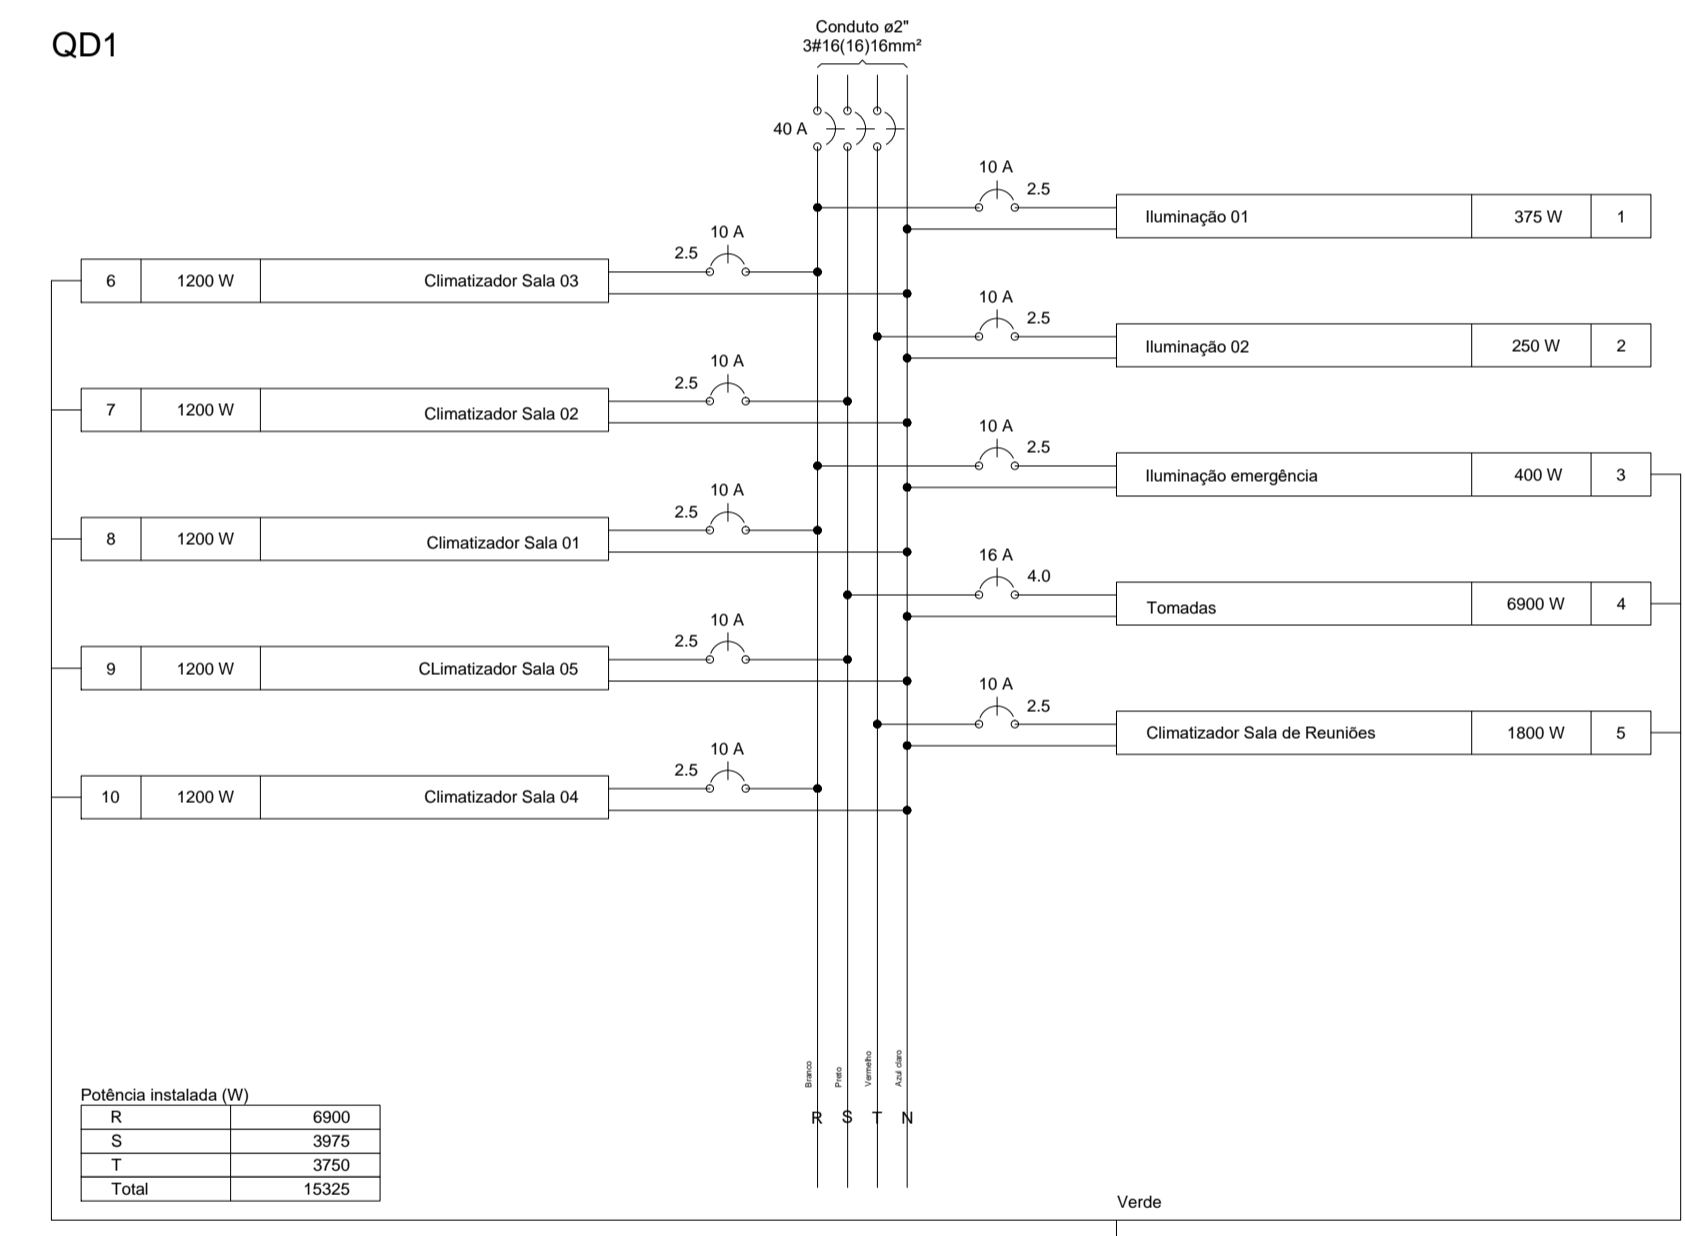 QD1
Conduto ø2"
3#16(16)16mm²
40 A
10 A
2.5
Iluminação 01 375 W 1
10 A
2.5
6 1200 W Climatizador Sala 03
10 A
2.5
Iluminação 02 250 W 2
10 A
2.5
7 1200 W Climatizador Sala 02
10 A
2.5
Iluminação emergência 400 W 3
10 A
2.5
8 1200 W Climatizador Sala 01
16 A
4.0
Tomadas 6900 W 4
10 A
2.5
9 1200 W CLimatizador Sala 05
10 A
2.5
Climatizador Sala de Reuniões 1800 W 5
10 A
2.5
10 1200 W Climatizador Sala 04
Branco
Preto
Vermelho
Azul claro
R S T N
Potência instalada (W)
R 6900
S 3975
T 3750
Total 15325
Verde